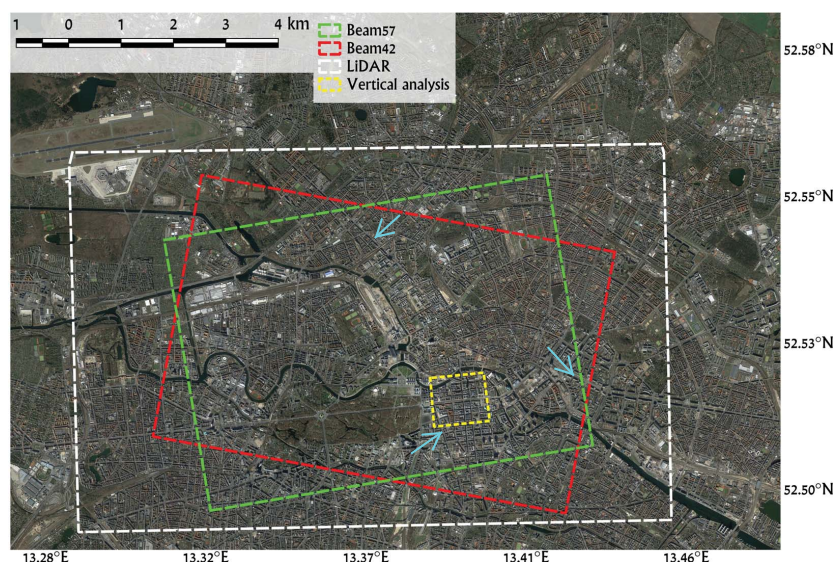 1 0 1 2 3 4 km
Beam57
Beam42
LiDAR
Vertical analysis
52.58°N
52.55°N
52.53°N
52.50°N
13.28°E 13.32°E 13.37°E 13.41°E 13.46°E